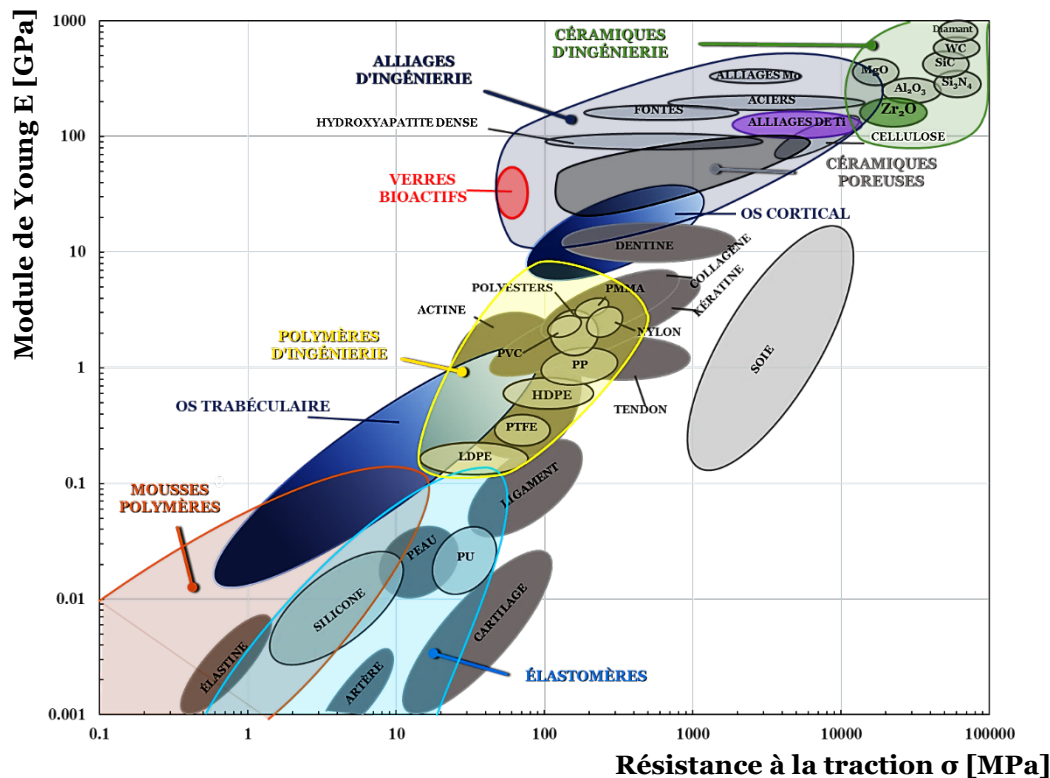 Module de Young E [GPa]
1000
100
10
1
0.1
0.01
0.001
CÉRAMIQUES
D'INGÉNIERIE
Diamant
WC
SiC
Si₃N₄
MgO
Al₂O₃
Zr₂O
CELLULOSE
ALLIAGES
D'INGÉNIERIE
ALLIAGES Mo
ACIERS
FONTES
ALLIAGES DE Ti
HYDROXYAPATITE DENSE
CÉRAMIQUES
POREUSES
VERRES
BIOACTIFS
OS CORTICAL
DENTINE
COLLAGÈNE
KÉRATINE
POLYESTERS
PMMA
ACTINE
NYLON
PVC
POLYMÈRES
D'INGÉNIERIE
PP
SOIE
HDPE
TENDON
OS TRABÉCULAIRE
PTFE
LDPE
LIGAMENT
MOUSSES
POLYMÈRES
PEAU
PU
SILICONE
CARTILAGE
ÉLASTINE
ARTÈRE
ÉLASTOMÈRES
0.1
1
10
100
1000
10000
100000
Résistance à la traction σ [MPa]